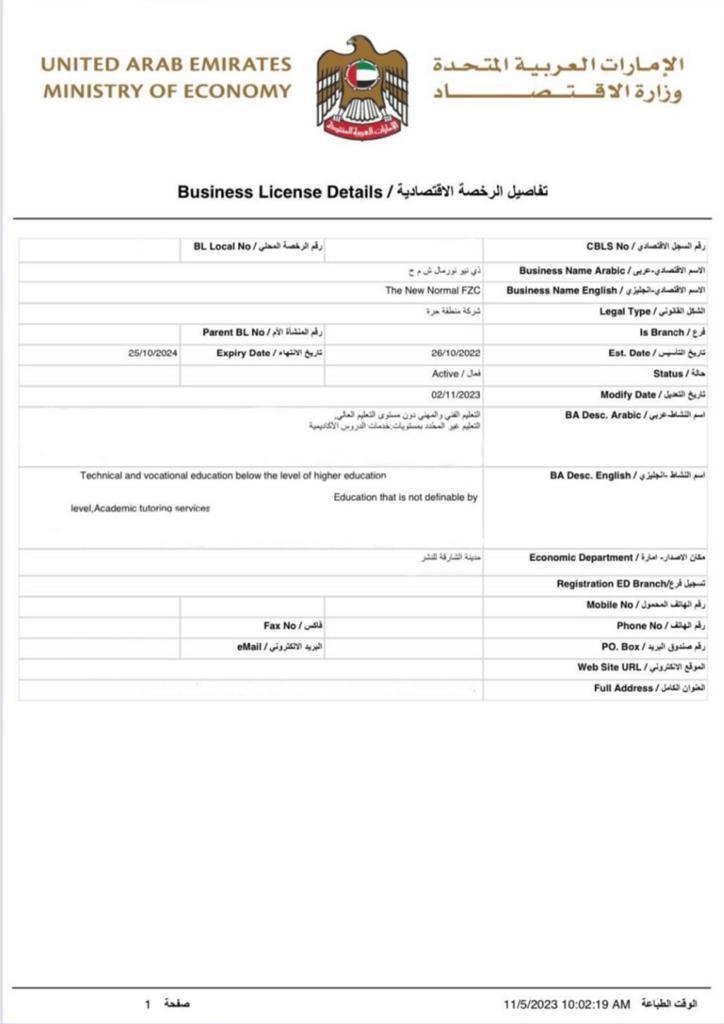 UNITED ARAB EMIRATES
MINISTRY OF ECONOMY
الإمارات العربية المتحدة
وزارة الاقتصاد
الإمارات العربية المتحدة
Business License Details / تفاصيل الرخصة الاقتصادية
CBLS No / رقم السجل الاقتصادي
BL Local No / رقم الرخصة المحلي
Business Name Arabic / الاسم الاقتصادي-عربى
ذي نيو نورمال ش م ح
Business Name English / الاسم الاقتصادي-انجليزي
The New Normal FZC
Legal Type / الشكل القانوني
شركة منطقة حرة
Is Branch / فرع
Parent BL No / رقم المنشأة الأم
Est. Date / تاريخ التأسيس
26/10/2022
Expiry Date / تاريخ الانتهاء
25/10/2024
Status / حالة
Active / فعال
Modify Date / تاريخ التعديل
02/11/2023
BA Desc. Arabic / اسم النشاط-عربي
التعليم الفني والمهني دون مستوى التعليم العالي,
التعليم غير المحّدد بمستويات,خدمات الدروس الأكاديمية
BA Desc. English / اسم النشاط -انجليزي
Technical and vocational education below the level of higher education
Education that is not definable by
level,Academic tutoring services
Economic Department / مكان الاصدار- امارة
مدينة الشارقة للنشر
Registration ED Branch/تسجيل فرع
Mobile No / رقم الهاتف المحمول
Phone No / رقم الهاتف
Fax No / فاكس
PO. Box / رقم صندوق البريد
eMail / البريد الالكتروني
Web Site URL / الموقع الالكتروني
Full Address / العنوان الكامل
11/5/2023 10:02:19 AM الوقت الطباعة
صفحة 1